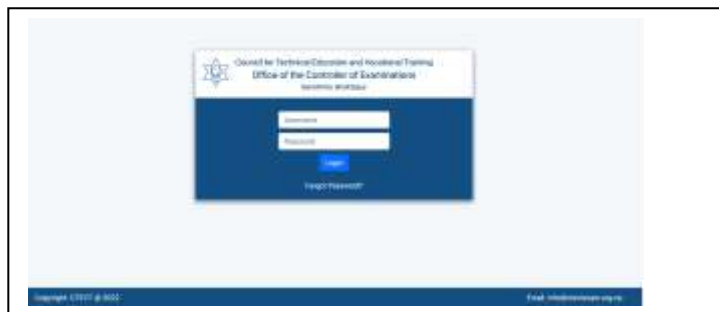 Council for Technical Education and Vocational Training
Office of the Controller of Examinations
Username
Password
Login
Forgot Password?
Copyright CTEVT @ 2022
Email: